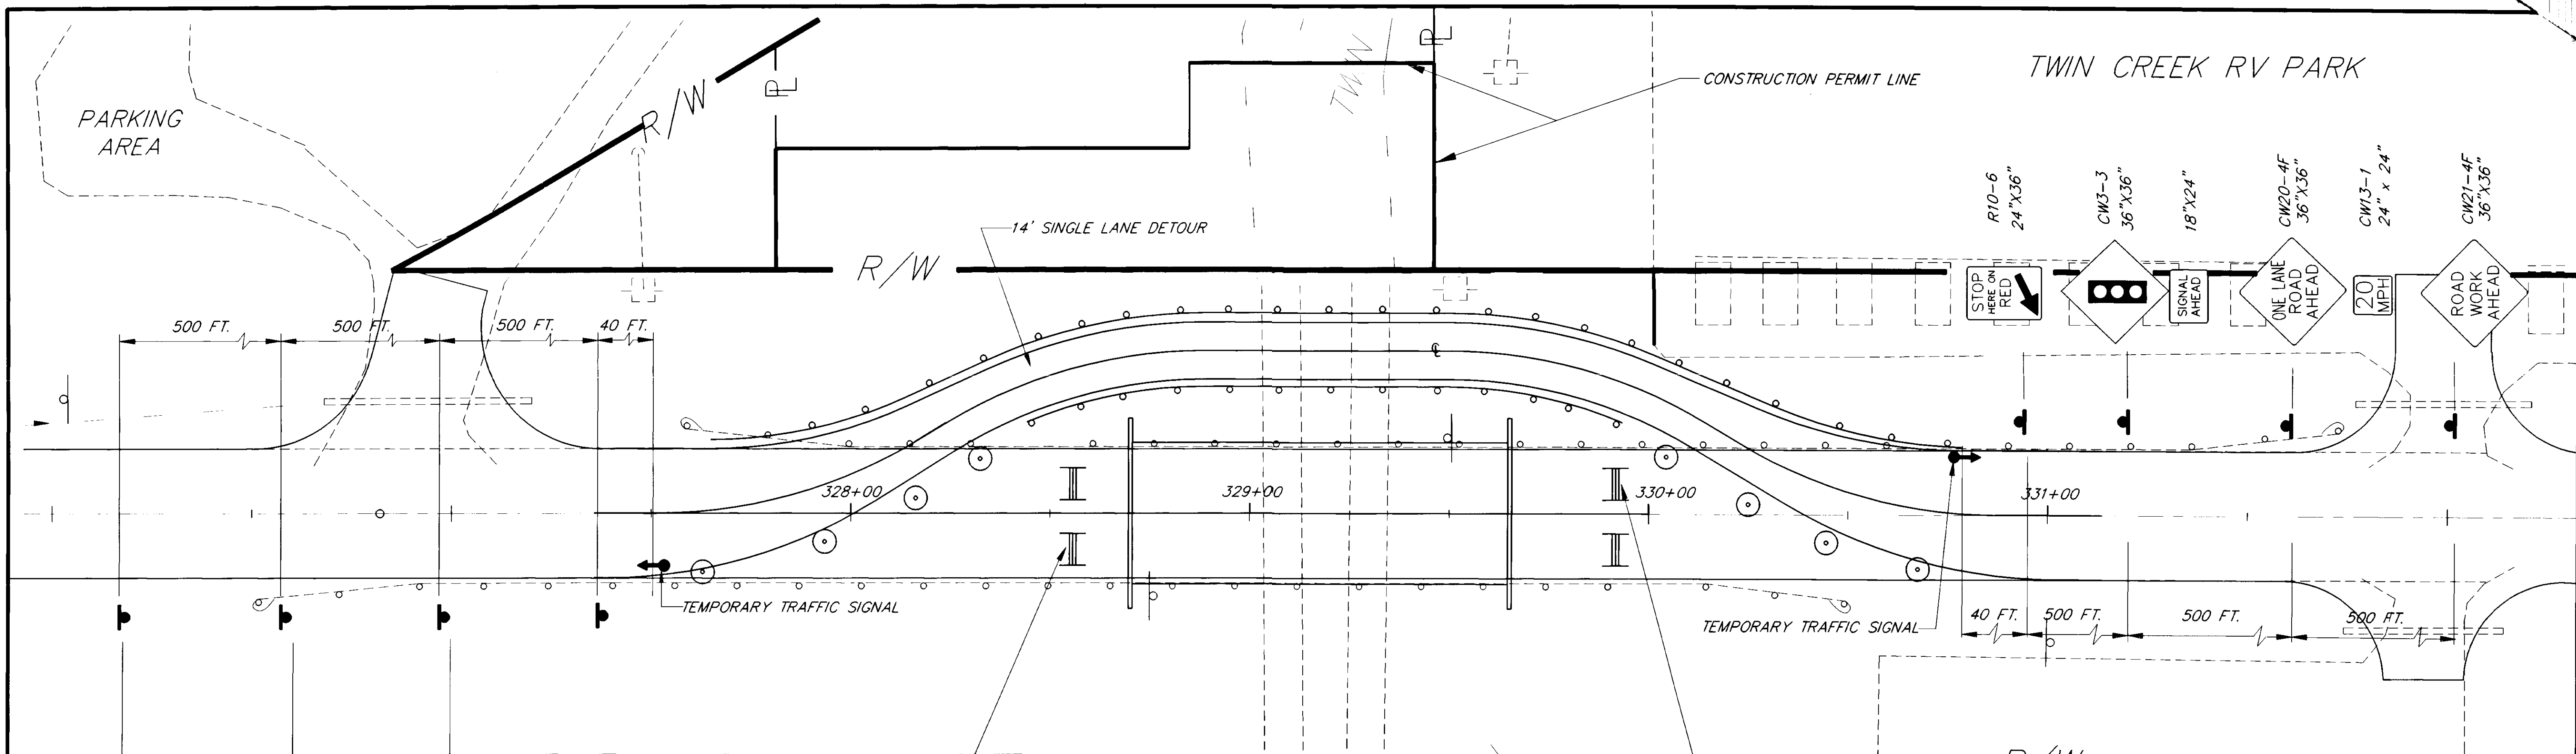 PARKING
AREA
R/W
PL
PL
TWIN
CONSTRUCTION PERMIT LINE
TWIN CREEK RV PARK
14' SINGLE LANE DETOUR
R/W
R10-6
24"X36"
CW3-3
36"X36"
18"X24"
CW20-4F
36"X36"
CW13-1
24" x 24"
CW21-4F
36"X36"
STOP
HERE ON
RED
SIGNAL
AHEAD
ONE LANE
ROAD
AHEAD
20
MPH
ROAD
WORK
AHEAD
500 FT.
500 FT.
500 FT.
40 FT.
CL
328+00
329+00
330+00
331+00
TEMPORARY TRAFFIC SIGNAL
TEMPORARY TRAFFIC SIGNAL
40 FT.
500 FT.
500 FT.
500 FT.
R/W